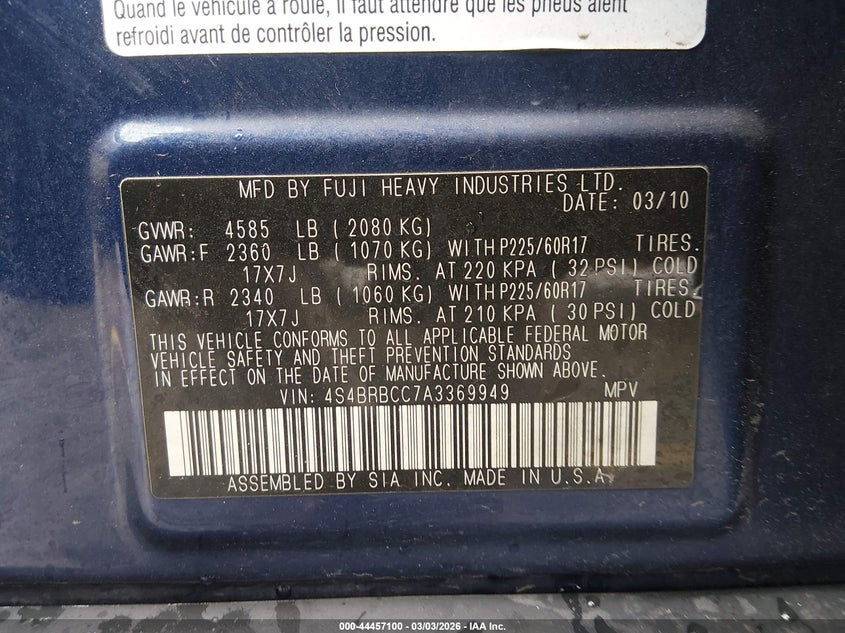 Quand le véhicule a roulé, il faut attendre que les pneus aient
refroidi avant de contrôler la pression.
MFD BY FUJI HEAVY INDUSTRIES LTD.
DATE: 03/10
GVWR: 4585 LB ( 2080 KG)
GAWR:F 2360 LB ( 1070 KG) WITH P225/60R17 TIRES.
17X7J RIMS. AT 220 KPA ( 32 PSI) COLD
GAWR:R 2340 LB ( 1060 KG) WITH P225/60R17 TIRES.
17X7J RIMS. AT 210 KPA ( 30 PSI) COLD
THIS VEHICLE CONFORMS TO ALL APPLICABLE FEDERAL MOTOR
VEHICLE SAFETY AND THEFT PREVENTION STANDARDS
IN EFFECT ON THE DATE OF MANUFACTURE SHOWN ABOVE.
VIN: 4S4BRBCC7A3369949 MPV
ASSEMBLED BY SIA INC. MADE IN U.S.A.
000-44457100 - 03/03/2026 - IAA Inc.